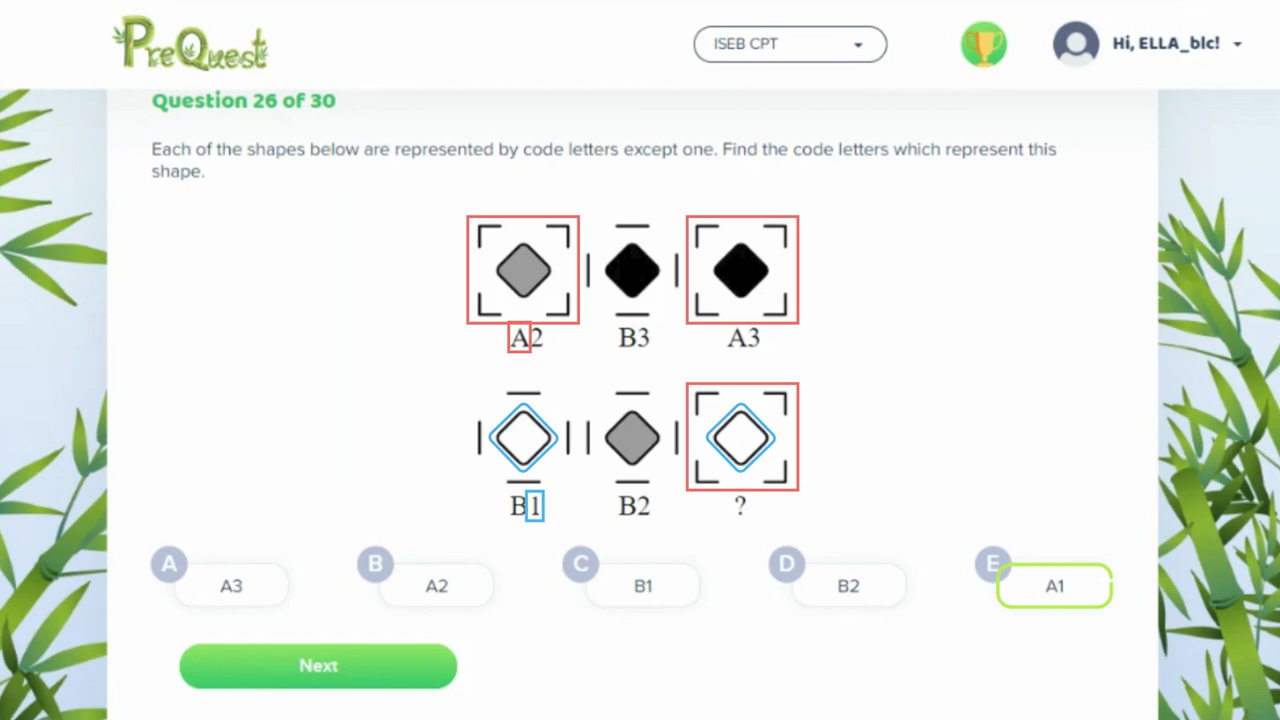 PreQuest
ISEB CPT
Hi, ELLA_blc!
Question 26 of 30
Each of the shapes below are represented by code letters except one. Find the code letters which represent this
shape.
A2 B3 A3
B1 B2 ?
A A3 B A2 C B1 D B2 E A1
Next